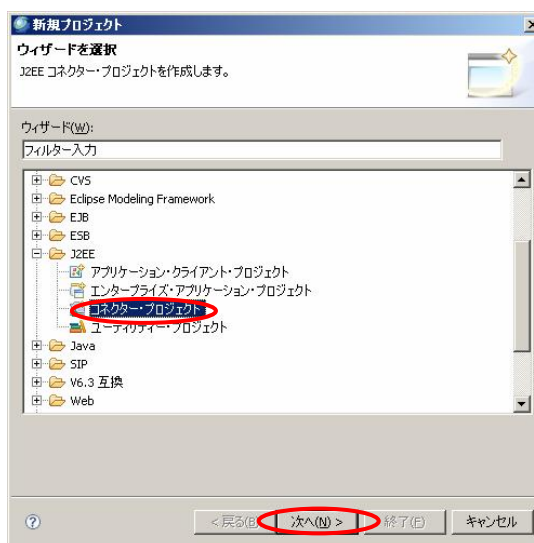 新規プロジェクト
ウィザードを選択
J2EE コネクター・プロジェクトを作成します。
ウィザード(W):
フィルター入力
CVS
Eclipse Modeling Framework
EJB
ESB
J2EE
アプリケーション・クライアント・プロジェクト
エンタープライズ・アプリケーション・プロジェクト
コネクター・プロジェクト
ユーティリティー・プロジェクト
Java
SIP
V6.3 互換
Web
< 戻る(B) 次へ(N) > 終了(F) キャンセル